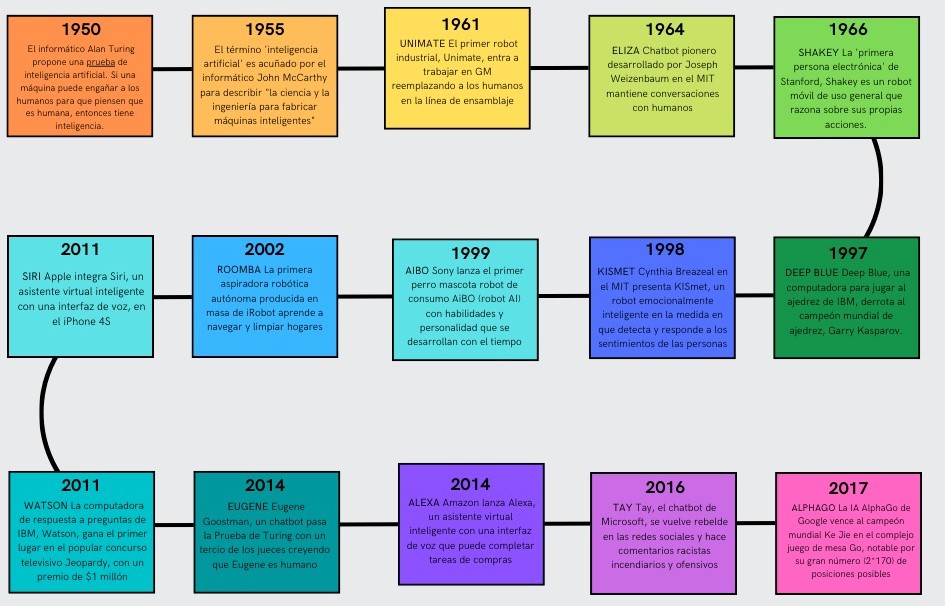 1950
El informático Alan Turing
propone una prueba de
inteligencia artificial. Si una
máquina puede engañar a los
humanos para que piensen que
es humana, entonces tiene
inteligencia.
1955
El término 'inteligencia
artificial' es acuñado por el
informático John McCarthy
para describir "la ciencia y la
ingeniería para fabricar
máquinas inteligentes"
1961
UNIMATE El primer robot
industrial, Unimate, entra a
trabajar en GM
reemplazando a los humanos
en la línea de ensamblaje
1964
ELIZA Chatbot pionero
desarrollado por Joseph
Weizenbaum en el MIT
mantiene conversaciones
con humanos
1966
SHAKEY La 'primera
persona electrónica' de
Stanford, Shakey es un robot
móvil de uso general que
razona sobre sus propias
acciones.
2011
SIRI Apple integra Siri, un
asistente virtual inteligente
con una interfaz de voz, en
el iPhone 4S
2002
ROOMBA La primera
aspiradora robótica
autónoma producida en
masa de iRobot aprende a
navegar y limpiar hogares
1999
AIBO Sony lanza el primer
perro mascota robot de
consumo AiBO (robot AI)
con habilidades y
personalidad que se
desarrollan con el tiempo
1998
KISMET Cynthia Breazeal en
el MIT presenta KISmet, un
robot emocionalmente
inteligente en la medida en
que detecta y responde a los
sentimientos de las personas
1997
DEEP BLUE Deep Blue, una
computadora para jugar al
ajedrez de IBM, derrota al
campeón mundial de
ajedrez, Garry Kasparov.
2011
WATSON La computadora
de respuesta a preguntas de
IBM, Watson, gana el primer
lugar en el popular concurso
televisivo Jeopardy, con un
premio de $1 millón
2014
EUGENE Eugene
Goostman, un chatbot pasa
la Prueba de Turing con un
tercio de los jueces creyendo
que Eugene es humano
2014
ALEXA Amazon lanza Alexa,
un asistente virtual
inteligente con una interfaz
de voz que puede completar
tareas de compras
2016
TAY Tay, el chatbot de
Microsoft, se vuelve rebelde
en las redes sociales y hace
comentarios racistas
incendiarios y ofensivos
2017
ALPHAGO La IA AlphaGo de
Google vence al campeón
mundial Ke Jie en el complejo
juego de mesa Go, notable por
su gran número (2*170) de
posiciones posibles